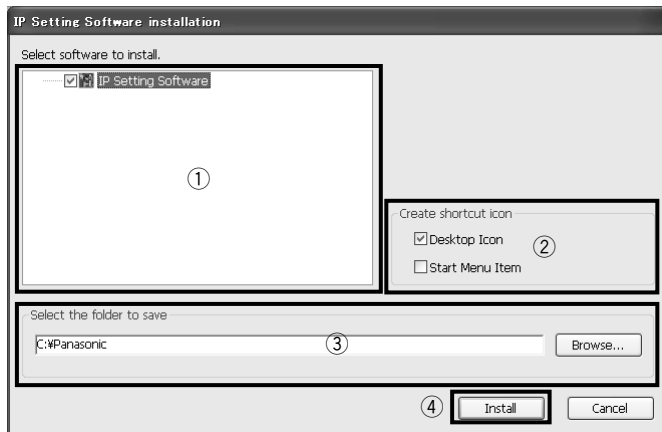 IP Setting Software installation
Select software to install.
IP Setting Software
①
Create shortcut icon
Desktop Icon
②
Start Menu Item
Select the folder to save
C:¥Panasonic
③
Browse...
④
Install
Cancel